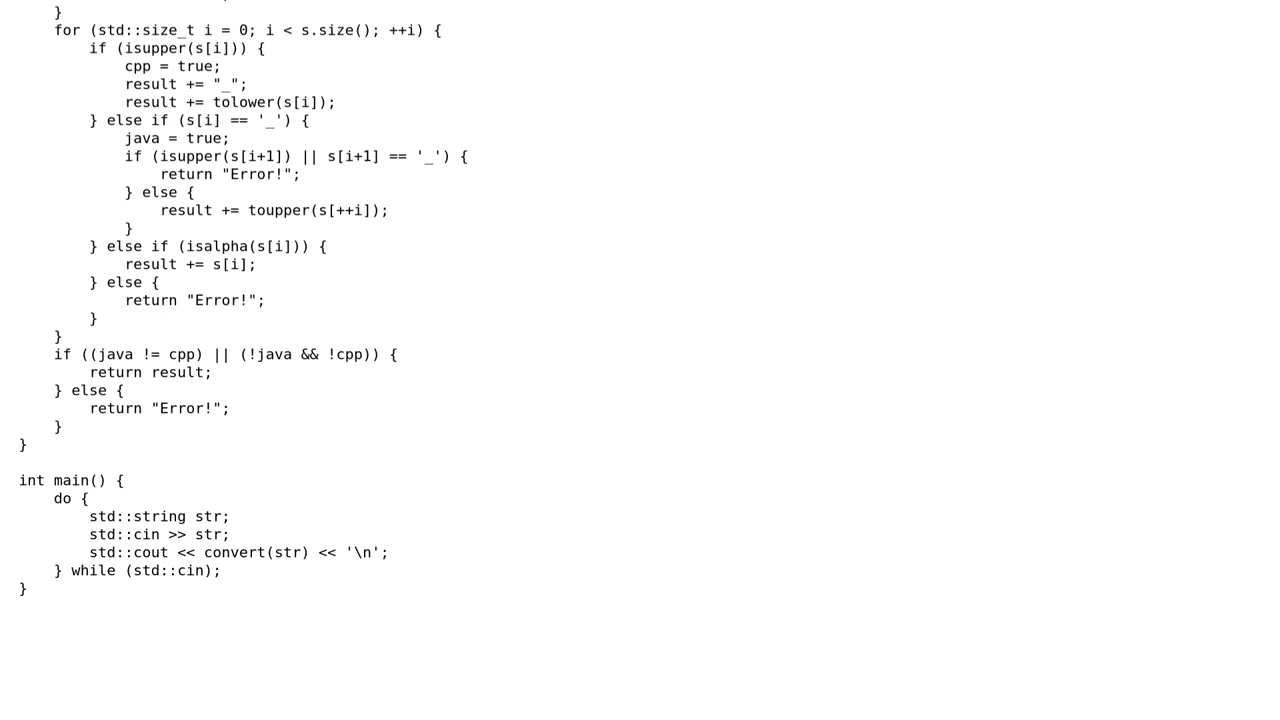 }
    for (std::size_t i = 0; i < s.size(); ++i) {
        if (isupper(s[i])) {
            cpp = true;
            result += "_";
            result += tolower(s[i]);
        } else if (s[i] == '_') {
            java = true;
            if (isupper(s[i+1]) || s[i+1] == '_') {
                return "Error!";
            } else {
                result += toupper(s[++i]);
            }
        } else if (isalpha(s[i])) {
            result += s[i];
        } else {
            return "Error!";
        }
    }
    if ((java != cpp) || (!java && !cpp)) {
        return result;
    } else {
        return "Error!";
    }
}

int main() {
    do {
        std::string str;
        std::cin >> str;
        std::cout << convert(str) << '\n';
    } while (std::cin);
}